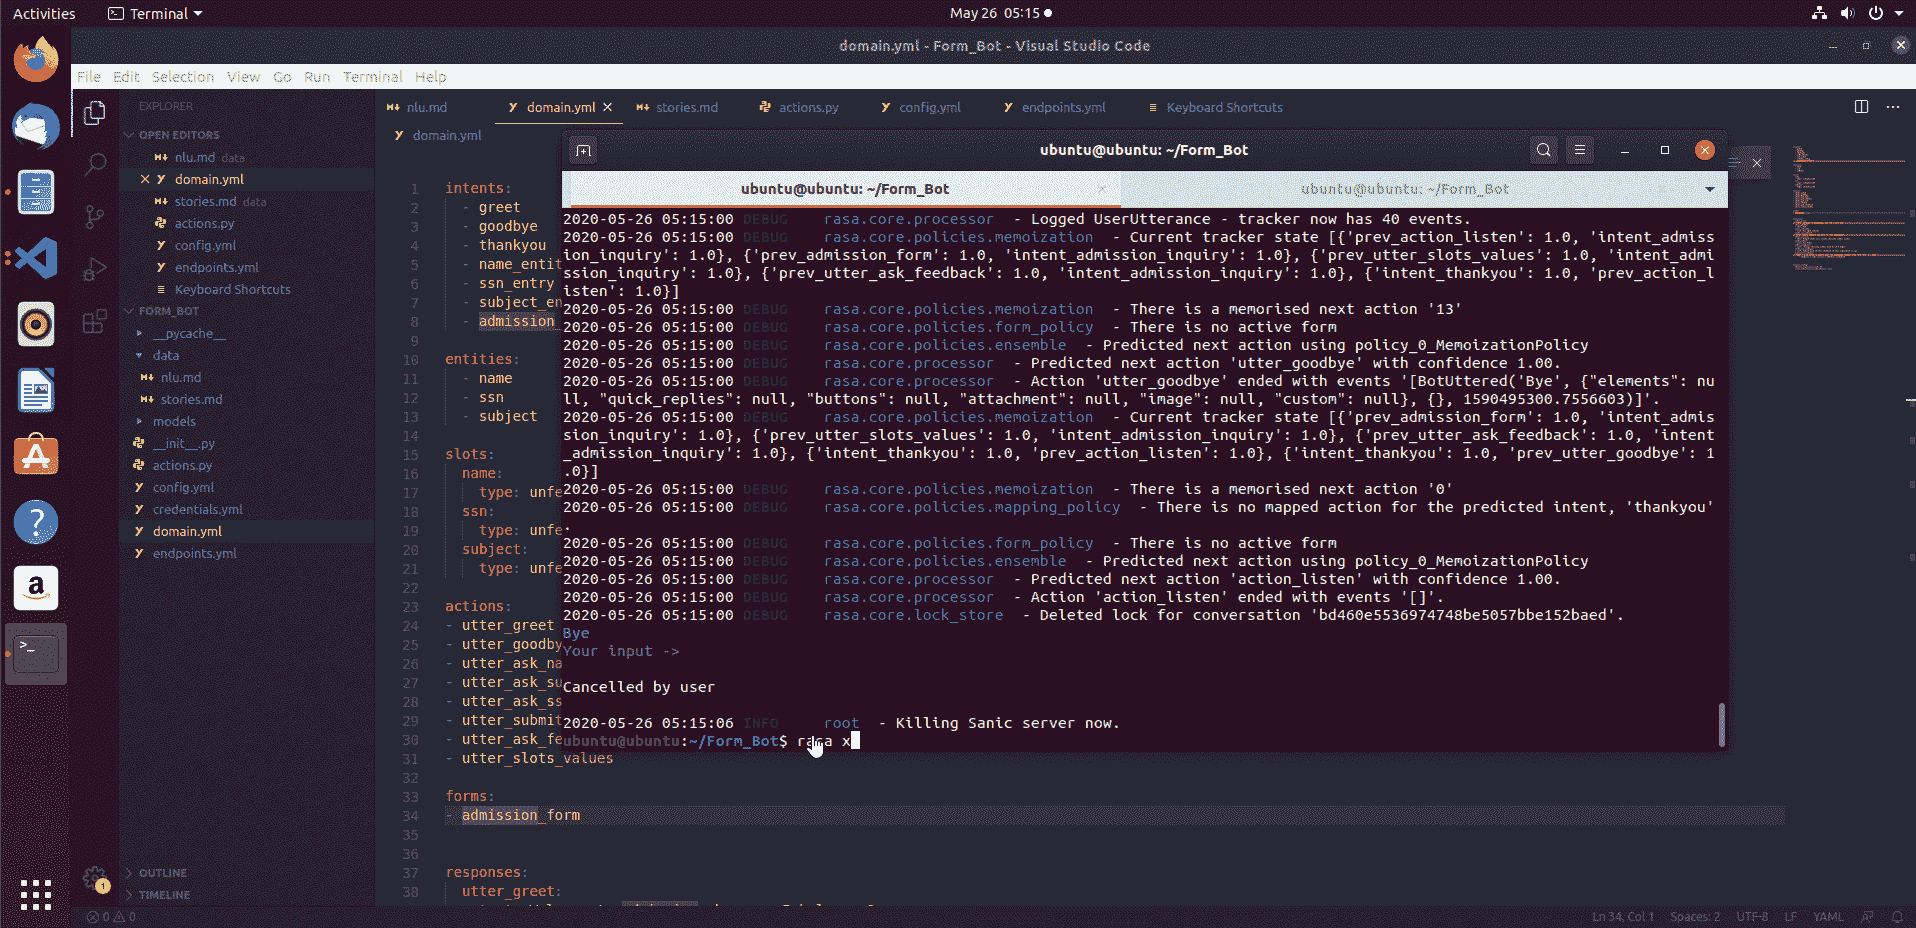 Activities
Terminal
May 26 05:15
domain.yml - Form_Bot - Visual Studio Code
File Edit Selection View Go Run Terminal Help
EXPLORER
OPEN EDITORS
nlu.md data
domain.yml
stories.md data
actions.py
config.yml
endpoints.yml
Keyboard Shortcuts
FORM_BOT
__pycache__
data
nlu.md
stories.md
models
__init__.py
actions.py
config.yml
credentials.yml
domain.yml
endpoints.yml
OUTLINE
TIMELINE
nlu.md domain.yml stories.md actions.py config.yml endpoints.yml Keyboard Shortcuts
domain.yml
1 intents:
2 - greet
3 - goodbye
4 - thankyou
5 - name_entit
6 - ssn_entry
7 - subject_en
8 - admission_
9
10 entities:
11 - name
12 - ssn
13 - subject
14
15 slots:
16 name:
17 type: unfe
18 ssn:
19 type: unfe
20 subject:
21 type: unfe
22
23 actions:
24 - utter_greet
25 - utter_goodby
26 - utter_ask_na
27 - utter_ask_su
28 - utter_ask_ss
29 - utter_submit
30 - utter_ask_fe
31 - utter_slots_values
32
33 forms:
34 - admission_form
35
36
37 responses:
38 utter_greet:
ubuntu@ubuntu: ~/Form_Bot
ubuntu@ubuntu: ~/Form_Bot ubuntu@ubuntu: ~/Form_Bot
2020-05-26 05:15:00 DEBUG rasa.core.processor - Logged UserUtterance - tracker now has 40 events.
2020-05-26 05:15:00 DEBUG rasa.core.policies.memoization - Current tracker state [{'prev_action_listen': 1.0, 'intent_admiss
ion_inquiry': 1.0}, {'prev_admission_form': 1.0, 'intent_admission_inquiry': 1.0}, {'prev_utter_slots_values': 1.0, 'intent_admi
ssion_inquiry': 1.0}, {'prev_utter_ask_feedback': 1.0, 'intent_admission_inquiry': 1.0}, {'intent_thankyou': 1.0, 'prev_action_l
isten': 1.0}]
2020-05-26 05:15:00 DEBUG rasa.core.policies.memoization - There is a memorised next action '13'
2020-05-26 05:15:00 DEBUG rasa.core.policies.form_policy - There is no active form
2020-05-26 05:15:00 DEBUG rasa.core.policies.ensemble - Predicted next action using policy_0_MemoizationPolicy
2020-05-26 05:15:00 DEBUG rasa.core.processor - Predicted next action 'utter_goodbye' with confidence 1.00.
2020-05-26 05:15:00 DEBUG rasa.core.processor - Action 'utter_goodbye' ended with events '[BotUttered('Bye', {"elements": nu
ll, "quick_replies": null, "buttons": null, "attachment": null, "image": null, "custom": null}, {}, 1590495300.7556603)]'.
2020-05-26 05:15:00 DEBUG rasa.core.policies.memoization - Current tracker state [{'prev_admission_form': 1.0, 'intent_admis
sion_inquiry': 1.0}, {'prev_utter_slots_values': 1.0, 'intent_admission_inquiry': 1.0}, {'prev_utter_ask_feedback': 1.0, 'intent
_admission_inquiry': 1.0}, {'intent_thankyou': 1.0, 'prev_action_listen': 1.0}, {'intent_thankyou': 1.0, 'prev_utter_goodbye': 1
.0}]
2020-05-26 05:15:00 DEBUG rasa.core.policies.memoization - There is a memorised next action '0'
2020-05-26 05:15:00 DEBUG rasa.core.policies.mapping_policy - There is no mapped action for the predicted intent, 'thankyou'
.
2020-05-26 05:15:00 DEBUG rasa.core.policies.form_policy - There is no active form
2020-05-26 05:15:00 DEBUG rasa.core.policies.ensemble - Predicted next action using policy_0_MemoizationPolicy
2020-05-26 05:15:00 DEBUG rasa.core.processor - Predicted next action 'action_listen' with confidence 1.00.
2020-05-26 05:15:00 DEBUG rasa.core.processor - Action 'action_listen' ended with events '[]'.
2020-05-26 05:15:00 DEBUG rasa.core.lock_store - Deleted lock for conversation 'bd460e5536974748be5057bbe152baed'.
Bye
Your input ->
Cancelled by user
2020-05-26 05:15:06 INFO root - Killing Sanic server now.
ubuntu@ubuntu:~/Form_Bot$ rasa x
0 0
Ln 34, Col 1 Spaces: 2 UTF-8 LF YAML